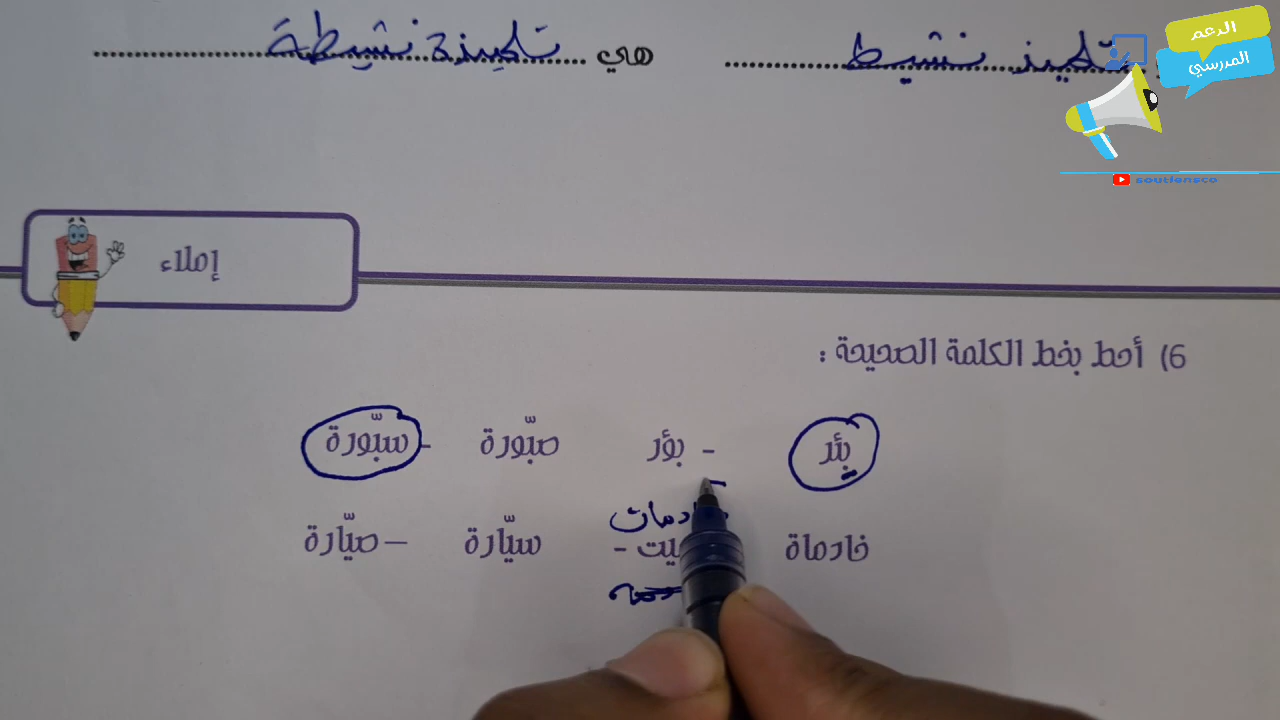 تلميذ نشيط هي تلميذة نشيطة
الدعم
المدرسي
soutiensco
إملاء
6) أحط بخط الكلمة الصحيحة :
بئر - بؤر صبّورة - سبّورة
خادمات
خادماة - سيّارة – صيّارة